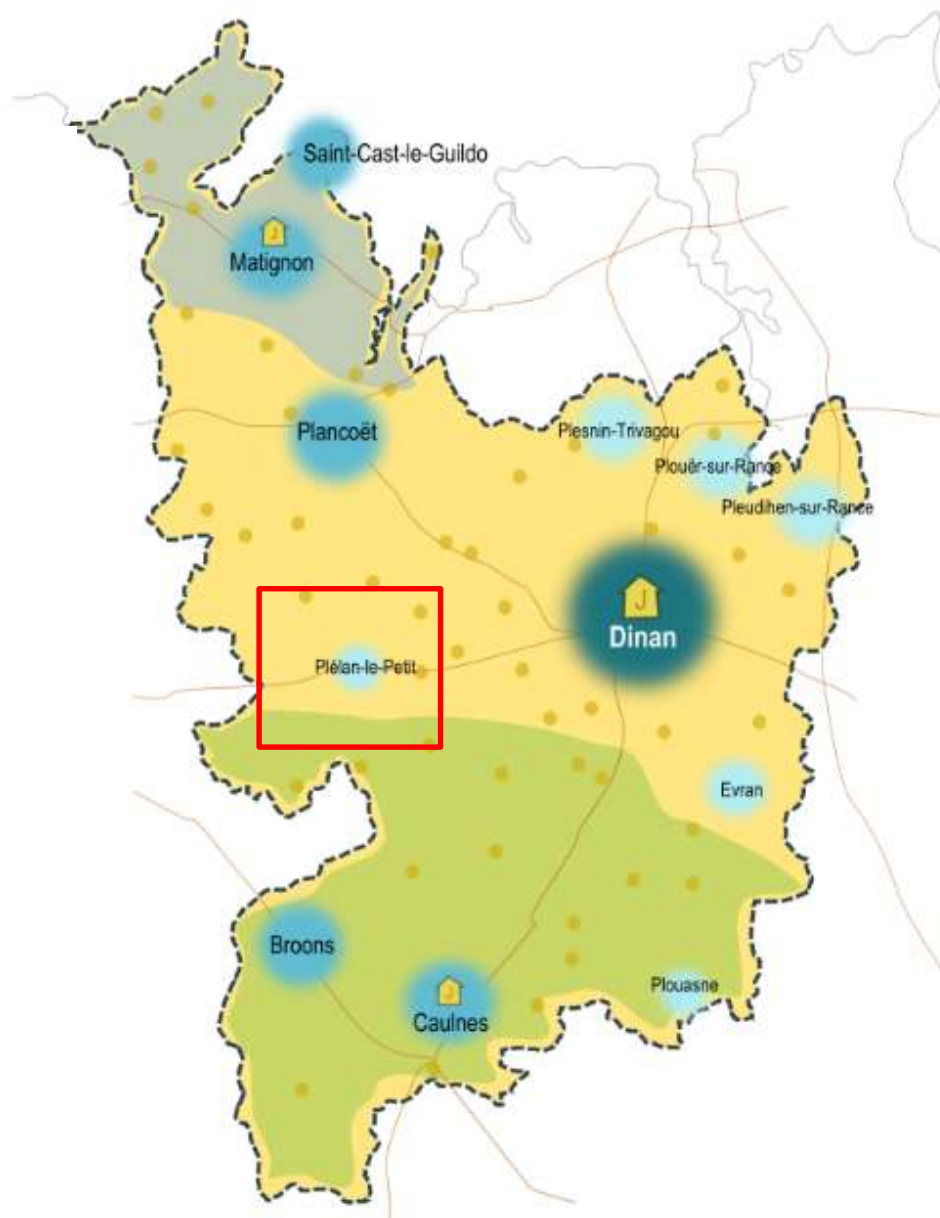 Saint-Cast-le-Guildo
J
Matignon
Plancoët
Plesnin-Trivagou
Plouër-sur-Rance
Pleudihen-sur-Rance
J
Dinan
Plélan-le-Petit
Evran
Broons
Plouasne
J
Caulnes